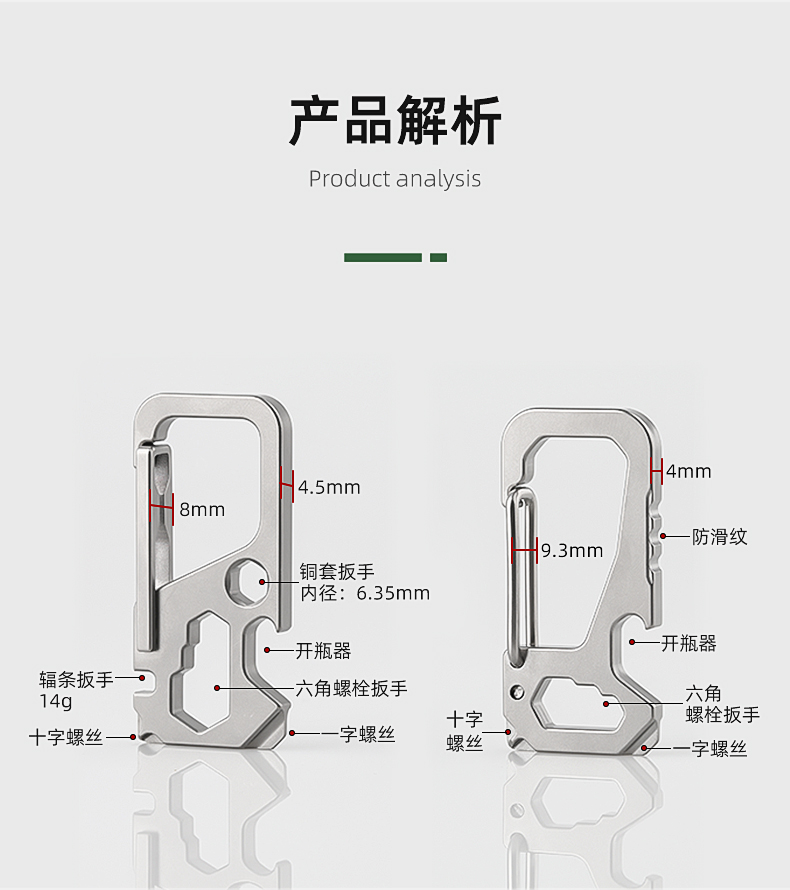 产品解析
Product analysis
4.5mm
8mm
铜套扳手
内径：6.35mm
开瓶器
六角螺栓扳手
辐条扳手
14g
十字螺丝
一字螺丝
4mm
防滑纹
9.3mm
开瓶器
六角
螺栓扳手
十字
螺丝
一字螺丝